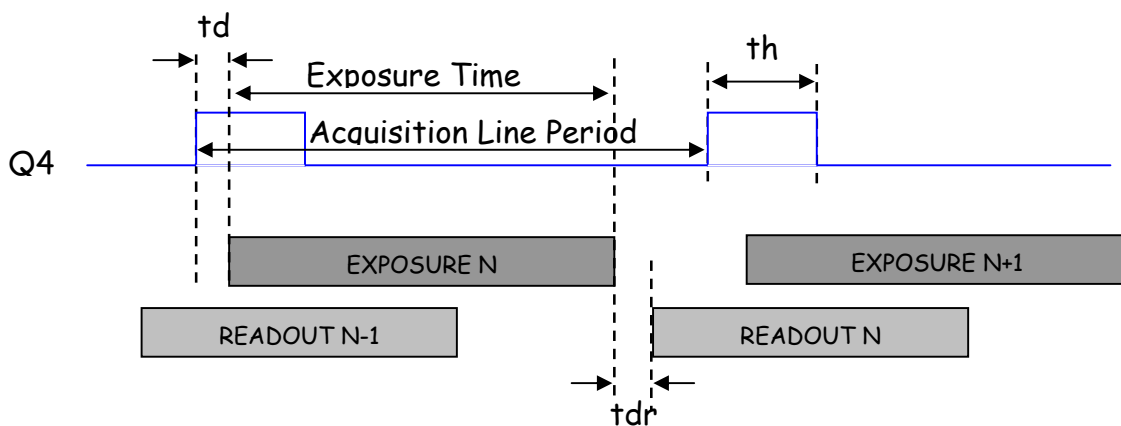 td
th
Exposure Time
Acquisition Line Period
Q4
EXPOSURE N
EXPOSURE N+1
READOUT N-1
READOUT N
tdr